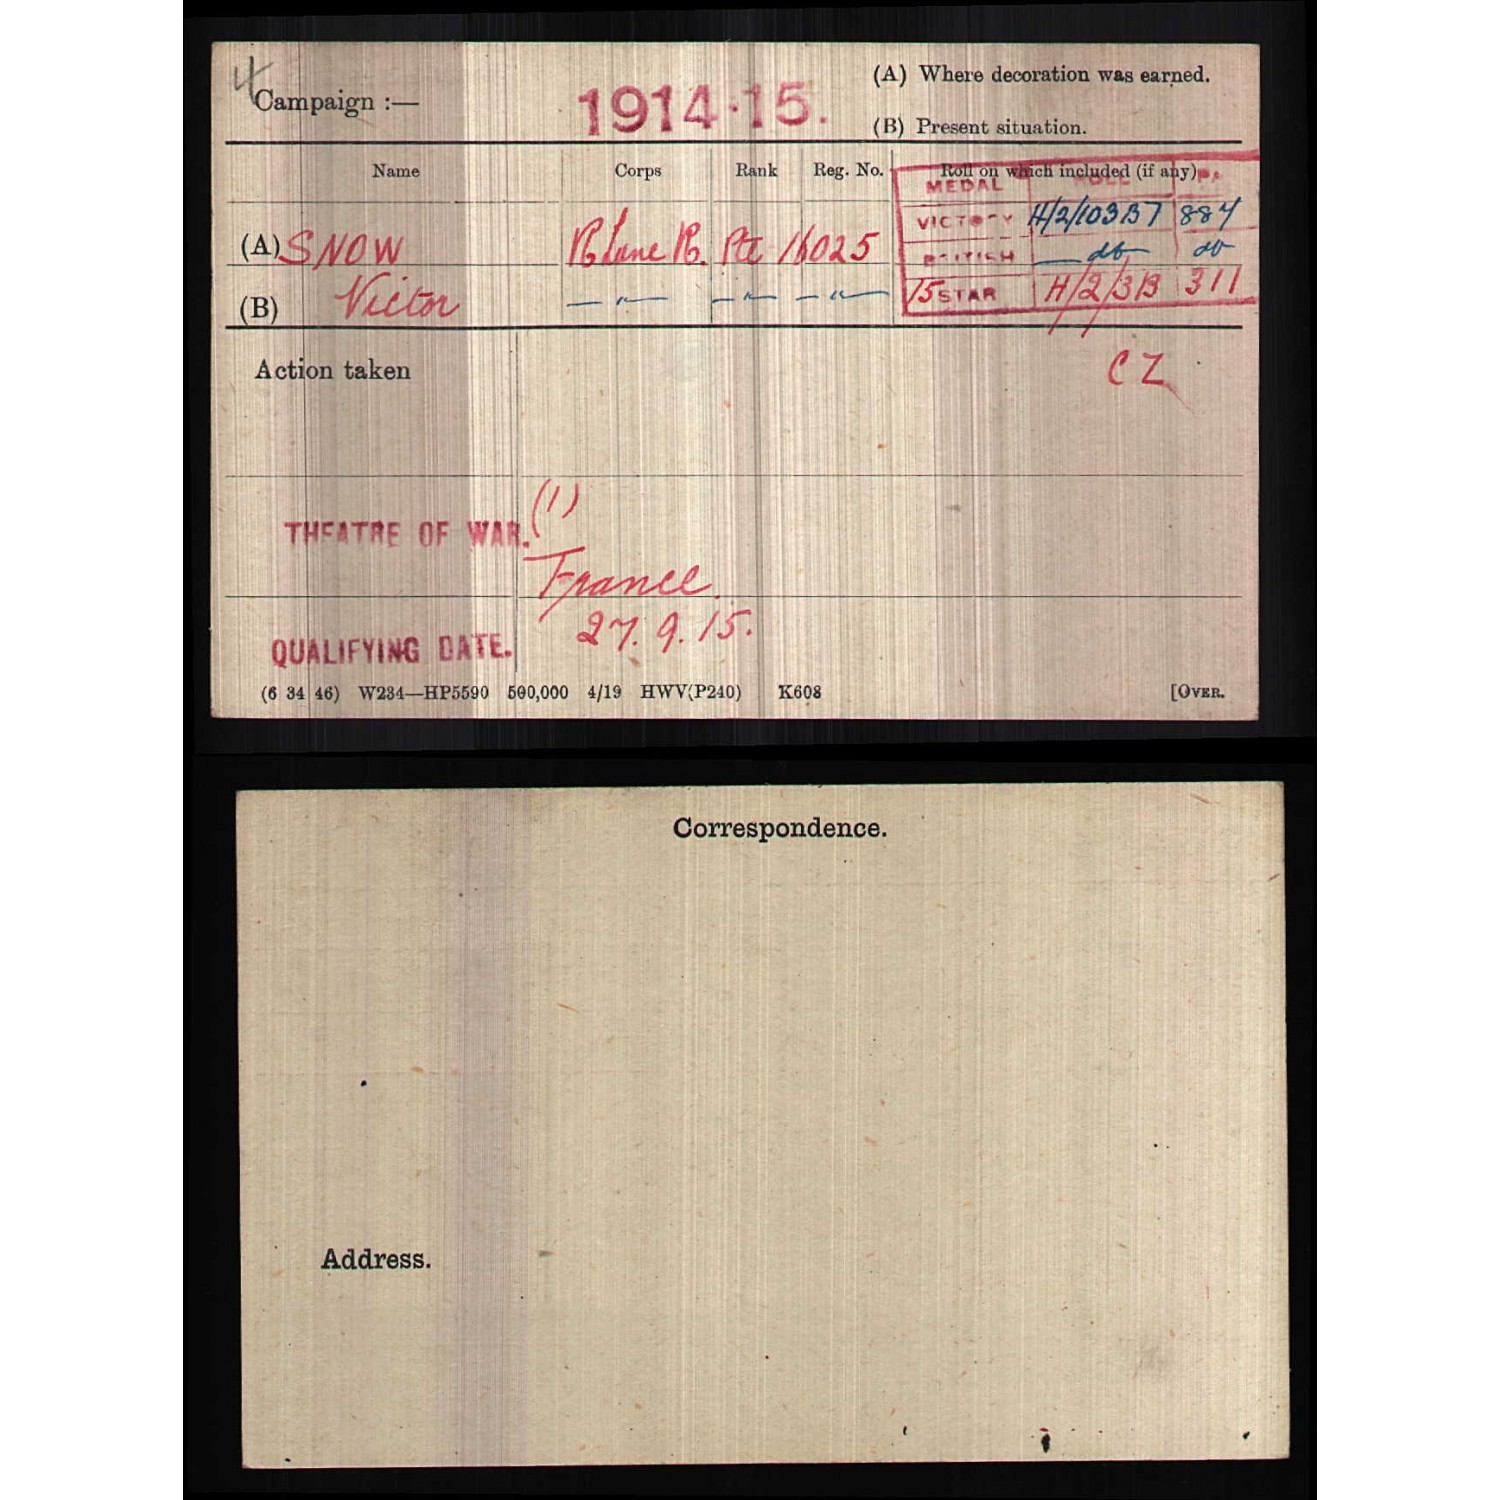 4
Campaign :— 1914-15.
(A) Where decoration was earned.
(B) Present situation.
Name Corps Rank Reg. No. Roll on which included (if any)
MEDAL ROLL P.
(A) SNOW R Lanc R. Pte 16025 VICTORY H/2/103B7 884
BRITISH do do
(B) Victor — " — — " — — " — 15 STAR H/2/3B 311
Action taken CZ
THEATRE OF WAR. (1)
France.
QUALIFYING DATE. 27.9.15.
(6 34 46) W234—HP5590 500,000 4/19 HWV(P240) K608 [OVER.
Correspondence.
Address.